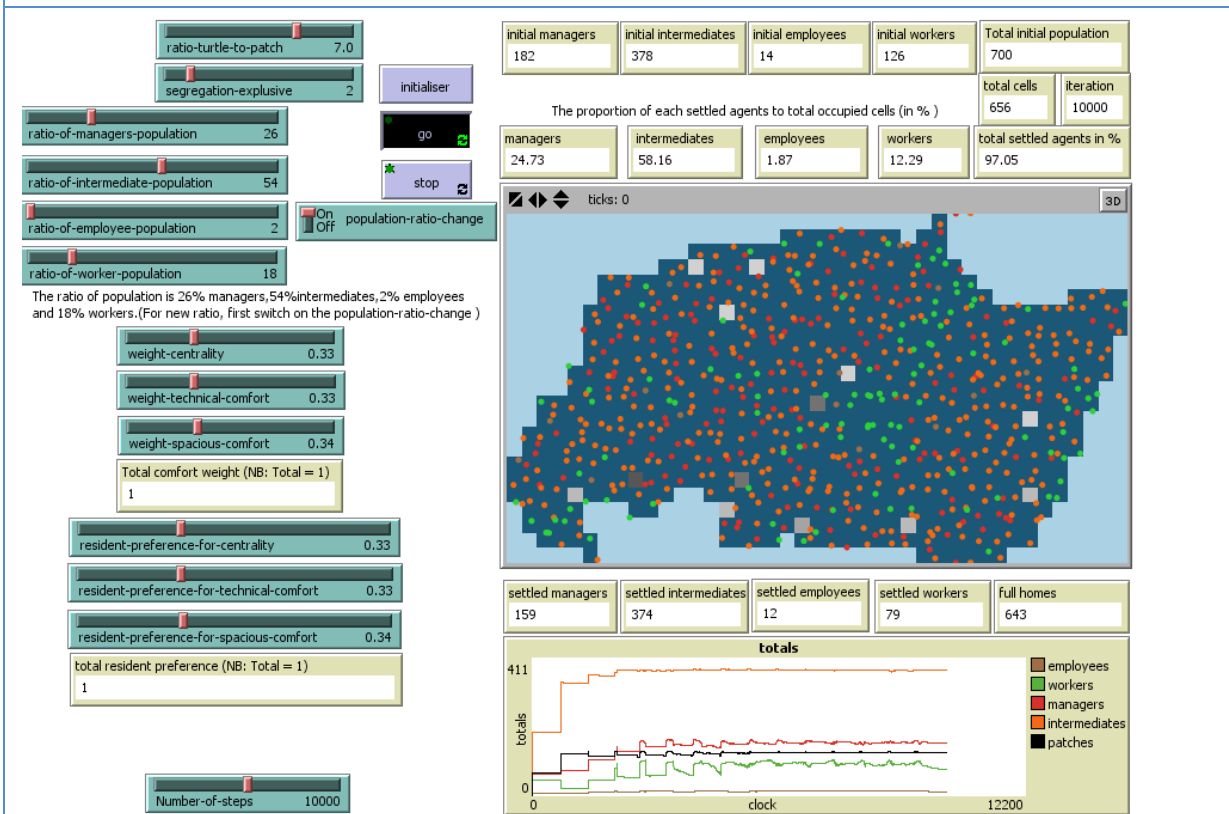 ratio-turtle-to-patch 7.0
segregation-explosive 2
initialiser
ratio-of-managers-population 26
go
ratio-of-intermediate-population 54
stop
ratio-of-employee-population 2
On
Off
population-ratio-change
ratio-of-worker-population 18
The ratio of population is 26% managers,54%intermediates,2% employees
and 18% workers.(For new ratio, first switch on the population-ratio-change )
weight-centrality 0.33
weight-technical-comfort 0.33
weight-spacious-comfort 0.34
Total comfort weight (NB: Total = 1)
1
resident-preference-for-centrality 0.33
resident-preference-for-technical-comfort 0.33
resident-preference-for-spacious-comfort 0.34
total resident preference (NB: Total = 1)
1
Number-of-steps 10000
initial managers
182
initial intermediates
378
initial employees
14
initial workers
126
Total initial population
700
total cells
656
iteration
10000
The proportion of each settled agents to total occupied cells (in % )
managers
24.73
intermediates
58.16
employees
1.87
workers
12.29
total settled agents in %
97.05
ticks: 0
3D
settled managers
159
settled intermediates
374
settled employees
12
settled workers
79
full homes
643
totals
411
totals
0
0
clock
12200
employees
workers
managers
intermediates
patches